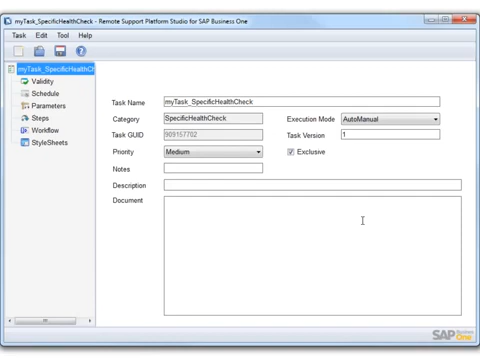 myTask_SpecificHealthCheck - Remote Support Platform Studio for SAP Business One
Task Edit Tool Help
myTask_SpecificHealthCh
Validity
Schedule
Parameters
Steps
Workflow
StyleSheets
Task Name myTask_SpecificHealthCheck
Category SpecificHealthCheck Execution Mode AutoManual
Task GUID 909157702 Task Version 1
Priority Medium Exclusive
Notes
Description
Document
SAP Business One